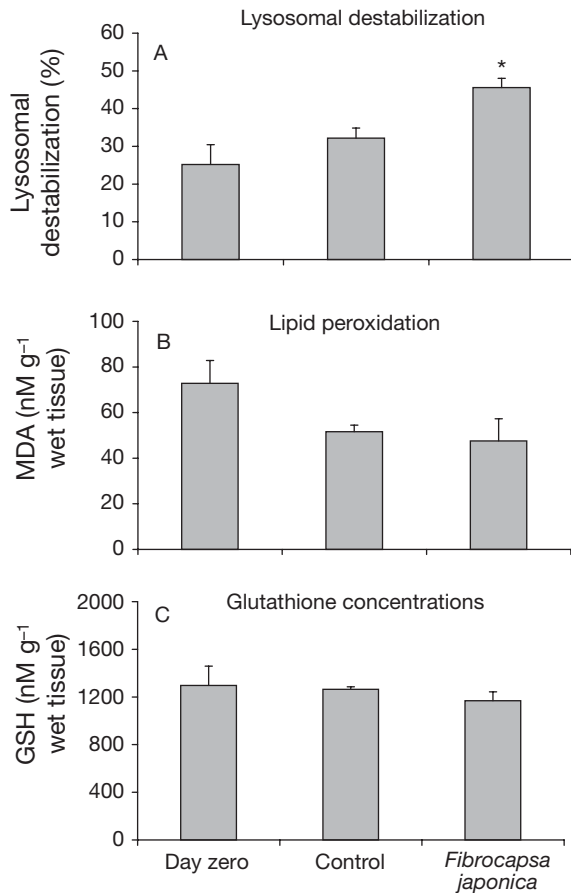 Lysosomal destabilization
A
Lysosomal
destabilization (%)
60
50
40
30
20
10
0
*
Lipid peroxidation
B
MDA (nM g⁻¹
wet tissue)
100
80
60
40
20
0
Glutathione concentrations
C
GSH (nM g⁻¹
wet tissue)
2000
1600
1200
800
400
0
Day zero
Control
Fibrocapsa
japonica